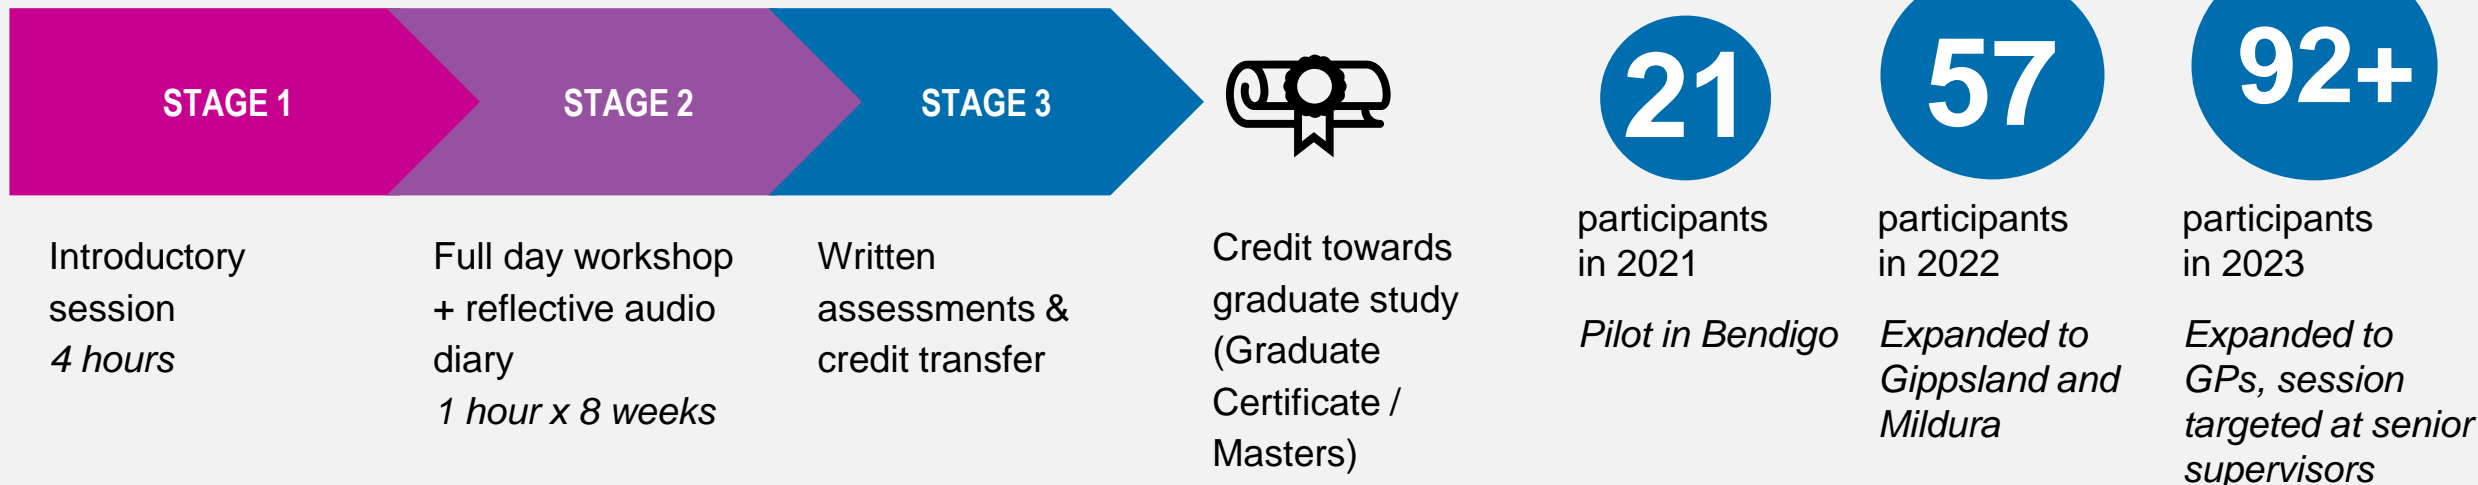 STAGE 1
STAGE 2
STAGE 3
Introductory
session
4 hours
Full day workshop
+ reflective audio
diary
1 hour x 8 weeks
Written
assessments &
credit transfer
Credit towards
graduate study
(Graduate
Certificate /
Masters)
21
participants
in 2021
Pilot in Bendigo
57
participants
in 2022
Expanded to
Gippsland and
Mildura
92+
participants
in 2023
Expanded to
GPs, session
targeted at senior
supervisors